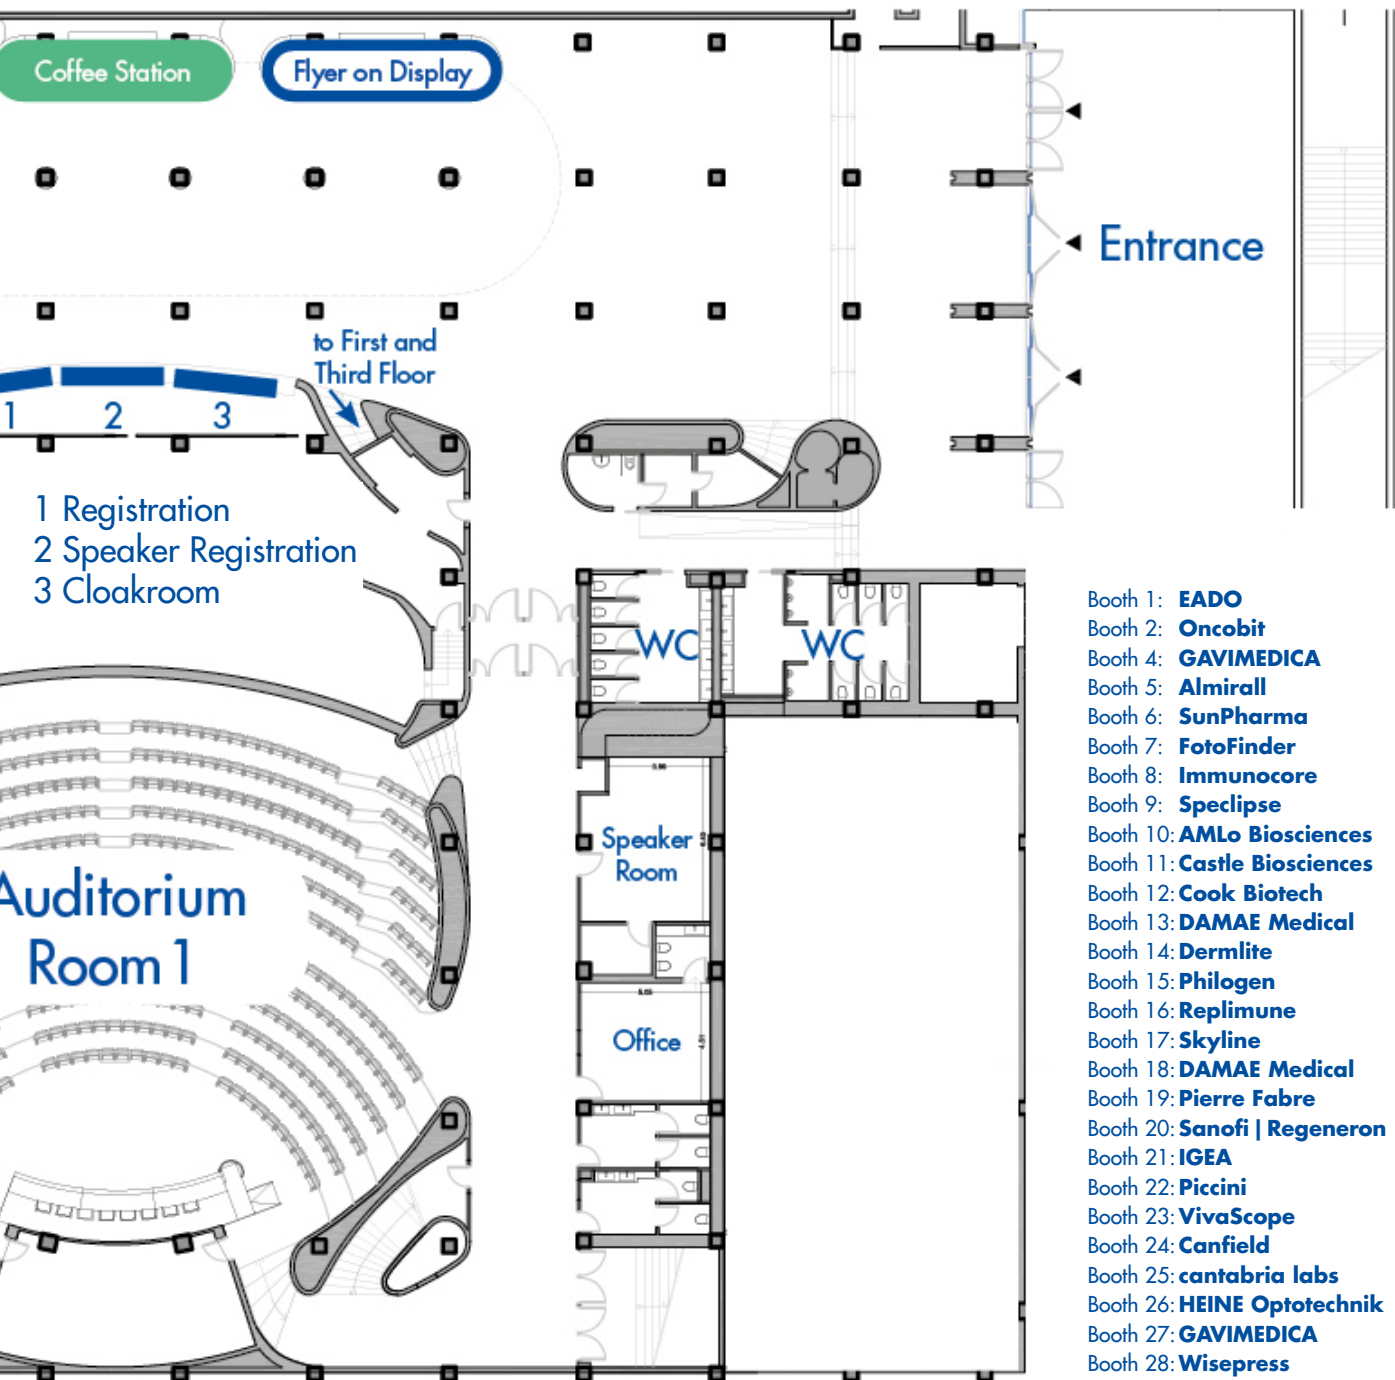 Coffee Station
Flyer on Display
Entrance
to First and
Third Floor
1
2
3
1 Registration
2 Speaker Registration
3 Cloakroom
WC
WC
Speaker
Room
Auditorium
Room 1
Office
Booth 1: EADO
Booth 2: Oncobit
Booth 4: GAVIMEDICA
Booth 5: Almirall
Booth 6: SunPharma
Booth 7: FotoFinder
Booth 8: Immunocore
Booth 9: Speclipse
Booth 10: AMLo Biosciences
Booth 11: Castle Biosciences
Booth 12: Cook Biotech
Booth 13: DAMAE Medical
Booth 14: Dermlite
Booth 15: Philogen
Booth 16: Replimune
Booth 17: Skyline
Booth 18: DAMAE Medical
Booth 19: Pierre Fabre
Booth 20: Sanofi | Regeneron
Booth 21: IGEA
Booth 22: Piccini
Booth 23: VivaScope
Booth 24: Canfield
Booth 25: cantabria labs
Booth 26: HEINE Optotechnik
Booth 27: GAVIMEDICA
Booth 28: Wisepress